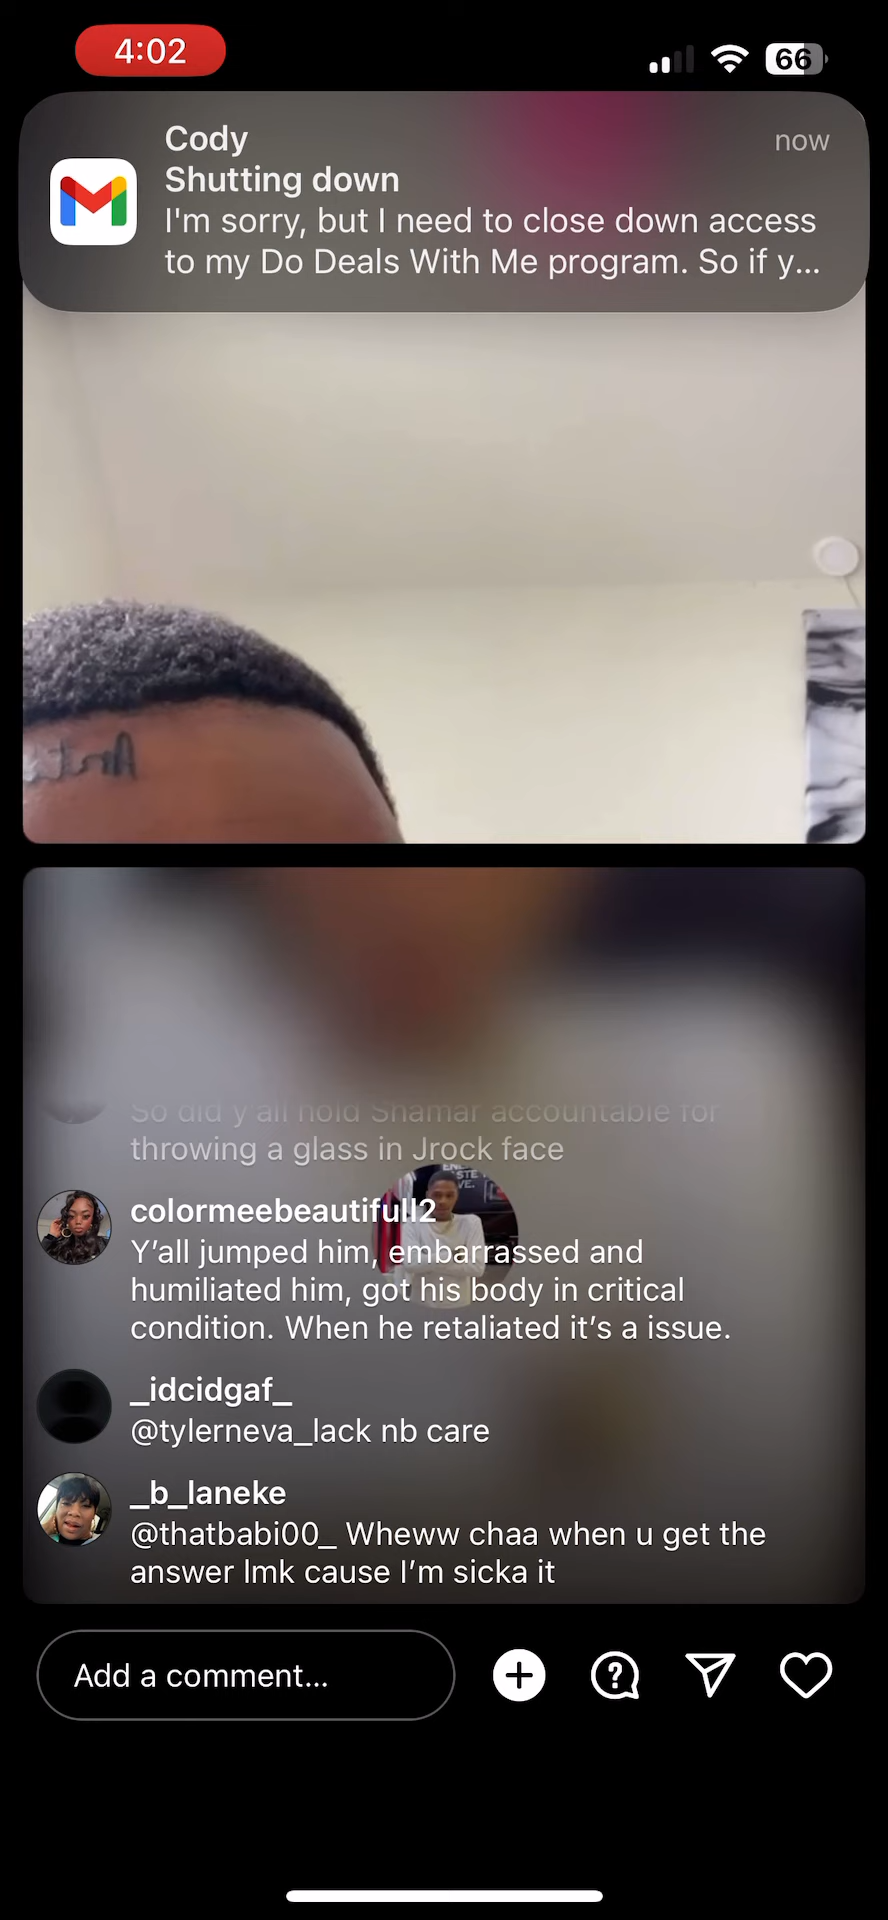 4:02
66
Cody
now
Shutting down
I'm sorry, but I need to close down access
to my Do Deals With Me program. So if y...
So did y'all hold Shamar accountable for
throwing a glass in Jrock face
colormeebeautifull2
Y'all jumped him, embarrassed and
humiliated him, got his body in critical
condition. When he retaliated it's a issue.
_idcidgaf_
@tylerneva_lack nb care
_b_laneke
@thatbabi00_ Wheww chaa when u get the
answer lmk cause I'm sicka it
Add a comment...